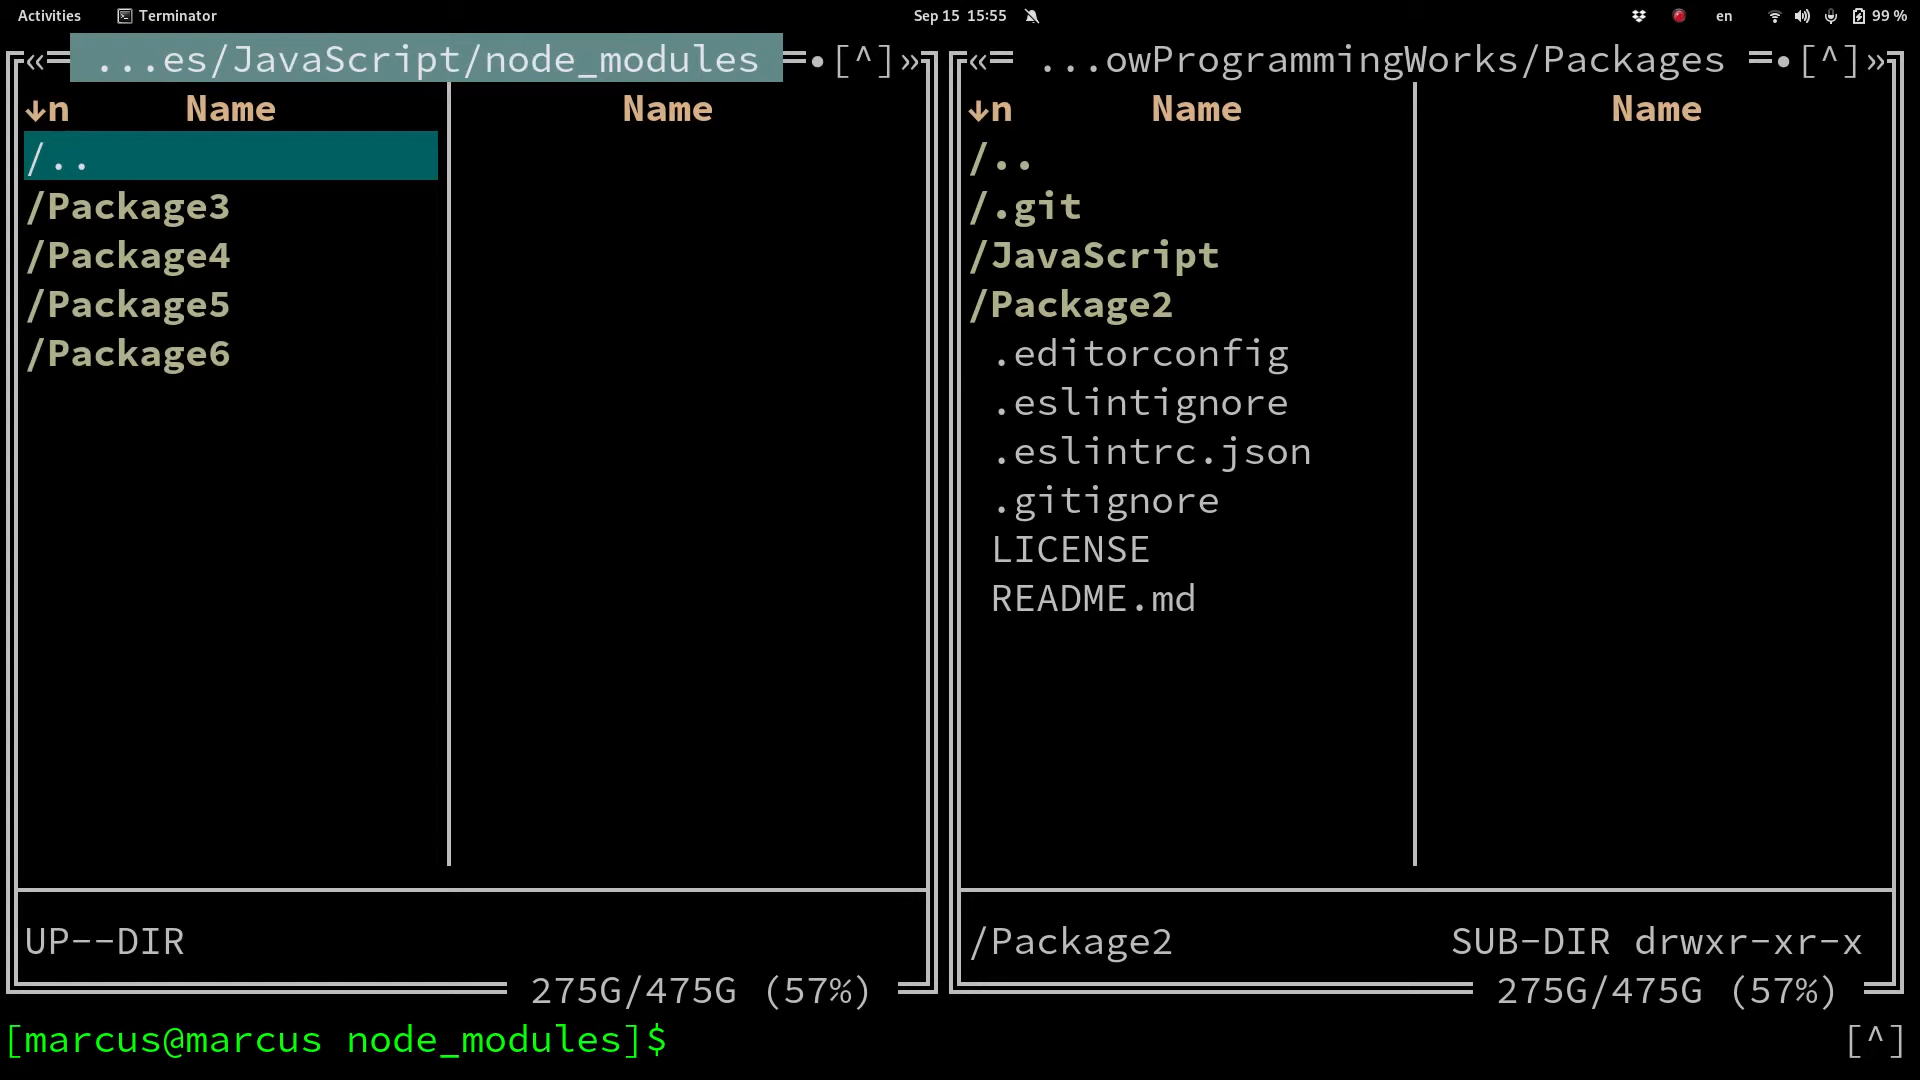 Activities Terminator Sep 15 15:55 en 99 %
«═ ...es/JavaScript/node_modules ═•[^]»
↓n Name Name
/..
/Package3
/Package4
/Package5
/Package6
UP--DIR
275G/475G (57%)
«═ ...owProgrammingWorks/Packages ═•[^]»
↓n Name Name
/..
/.git
/JavaScript
/Package2
.editorconfig
.eslintignore
.eslintrc.json
.gitignore
LICENSE
README.md
/Package2 SUB-DIR drwxr-xr-x
275G/475G (57%)
[marcus@marcus node_modules]$ [^]